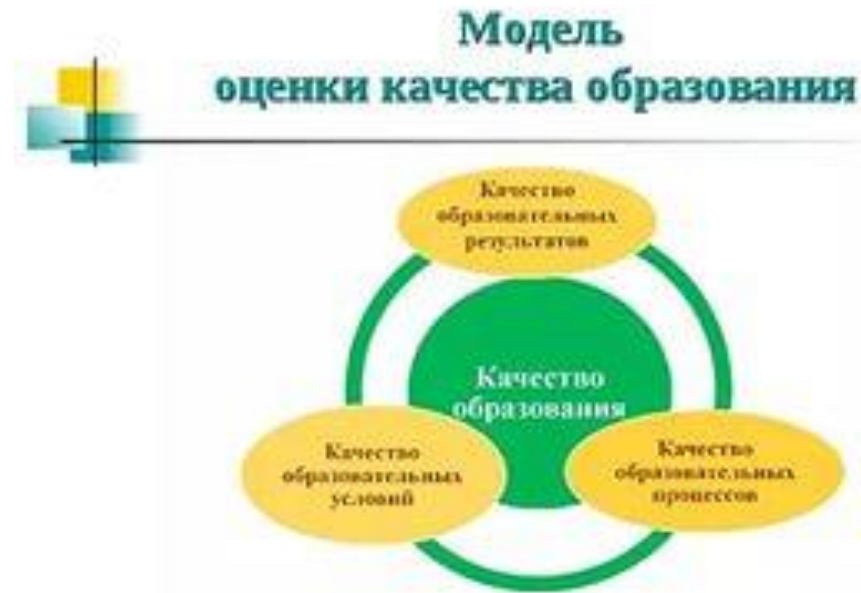 Модель
оценки качества образования
Качество
образовательных
результатов
Качество
образования
Качество
образовательных
условий
Качество
образовательных
процессов